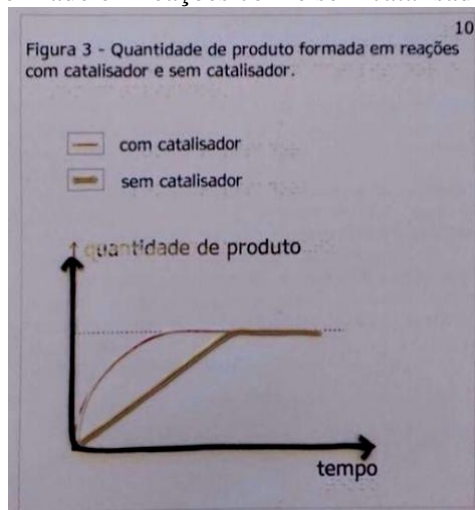 10
Figura 3 - Quantidade de produto formada em reações
com catalisador e sem catalisador.
com catalisador
sem catalisador
quantidade de produto
tempo